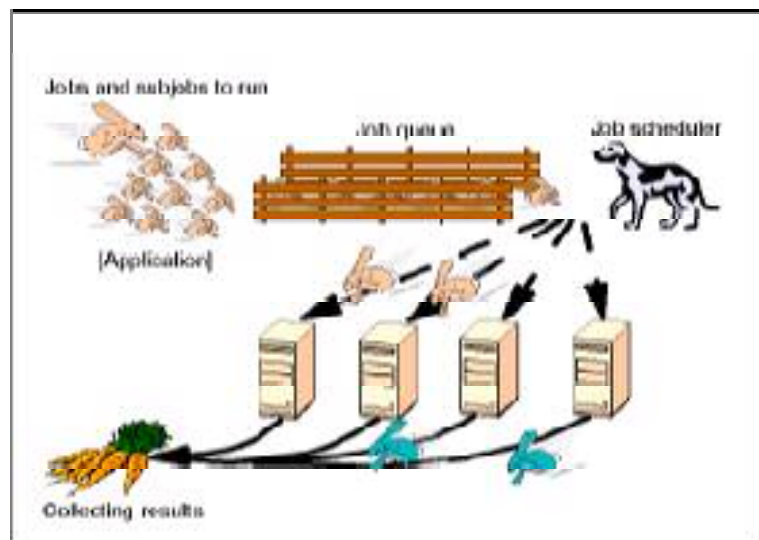 Jobs and subjobs to run
Job queue
Job scheduler
[Application]
Collecting results